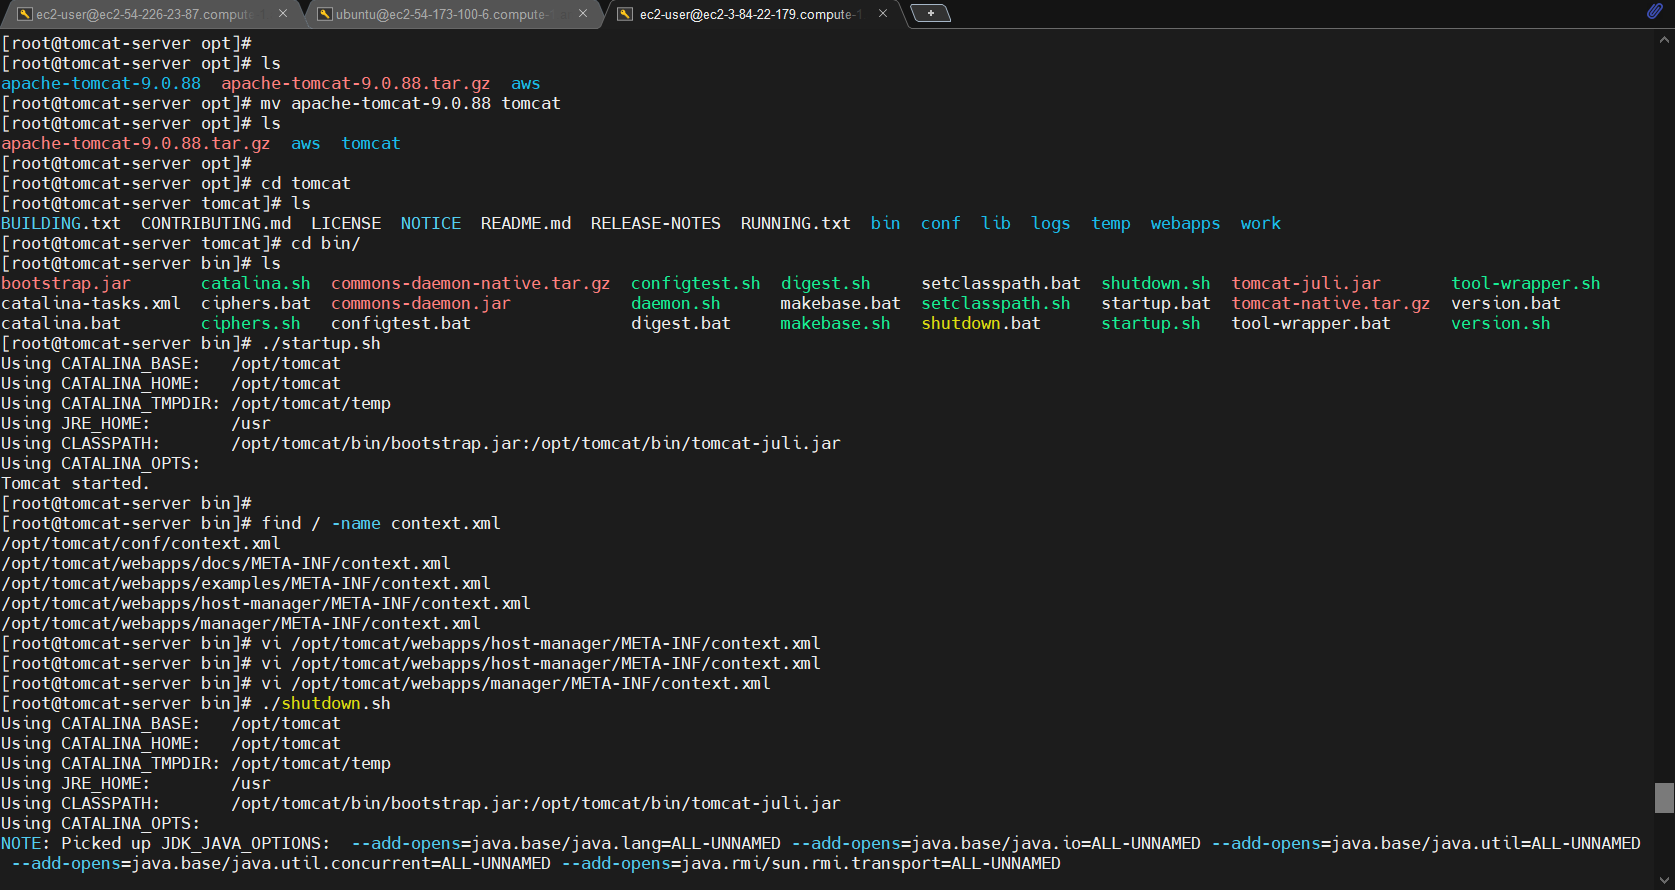 ec2-user@ec2-54-226-23-87.compute-1
ubuntu@ec2-54-173-100-6.compute-1
ec2-user@ec2-3-84-22-179.compute-1
[root@tomcat-server opt]#
[root@tomcat-server opt]# ls
apache-tomcat-9.0.88  apache-tomcat-9.0.88.tar.gz  aws
[root@tomcat-server opt]# mv apache-tomcat-9.0.88 tomcat
[root@tomcat-server opt]# ls
apache-tomcat-9.0.88.tar.gz  aws  tomcat
[root@tomcat-server opt]#
[root@tomcat-server opt]# cd tomcat
[root@tomcat-server tomcat]# ls
BUILDING.txt  CONTRIBUTING.md  LICENSE  NOTICE  README.md  RELEASE-NOTES  RUNNING.txt  bin  conf  lib  logs  temp  webapps  work
[root@tomcat-server tomcat]# cd bin/
[root@tomcat-server bin]# ls
bootstrap.jar       catalina.sh  commons-daemon-native.tar.gz  configtest.sh  digest.sh     setclasspath.bat  shutdown.sh  tomcat-juli.jar       tool-wrapper.sh
catalina-tasks.xml  ciphers.bat  commons-daemon.jar            daemon.sh      makebase.bat  setclasspath.sh   startup.bat  tomcat-native.tar.gz  version.bat
catalina.bat        ciphers.sh   configtest.bat                digest.bat     makebase.sh   shutdown.bat      startup.sh   tool-wrapper.bat      version.sh
[root@tomcat-server bin]# ./startup.sh
Using CATALINA_BASE:   /opt/tomcat
Using CATALINA_HOME:   /opt/tomcat
Using CATALINA_TMPDIR: /opt/tomcat/temp
Using JRE_HOME:        /usr
Using CLASSPATH:       /opt/tomcat/bin/bootstrap.jar:/opt/tomcat/bin/tomcat-juli.jar
Using CATALINA_OPTS:
Tomcat started.
[root@tomcat-server bin]#
[root@tomcat-server bin]# find / -name context.xml
/opt/tomcat/conf/context.xml
/opt/tomcat/webapps/docs/META-INF/context.xml
/opt/tomcat/webapps/examples/META-INF/context.xml
/opt/tomcat/webapps/host-manager/META-INF/context.xml
/opt/tomcat/webapps/manager/META-INF/context.xml
[root@tomcat-server bin]# vi /opt/tomcat/webapps/host-manager/META-INF/context.xml
[root@tomcat-server bin]# vi /opt/tomcat/webapps/host-manager/META-INF/context.xml
[root@tomcat-server bin]# vi /opt/tomcat/webapps/manager/META-INF/context.xml
[root@tomcat-server bin]# ./shutdown.sh
Using CATALINA_BASE:   /opt/tomcat
Using CATALINA_HOME:   /opt/tomcat
Using CATALINA_TMPDIR: /opt/tomcat/temp
Using JRE_HOME:        /usr
Using CLASSPATH:       /opt/tomcat/bin/bootstrap.jar:/opt/tomcat/bin/tomcat-juli.jar
Using CATALINA_OPTS:
NOTE: Picked up JDK_JAVA_OPTIONS:  --add-opens=java.base/java.lang=ALL-UNNAMED --add-opens=java.base/java.io=ALL-UNNAMED --add-opens=java.base/java.util=ALL-UNNAMED
--add-opens=java.base/java.util.concurrent=ALL-UNNAMED --add-opens=java.rmi/sun.rmi.transport=ALL-UNNAMED